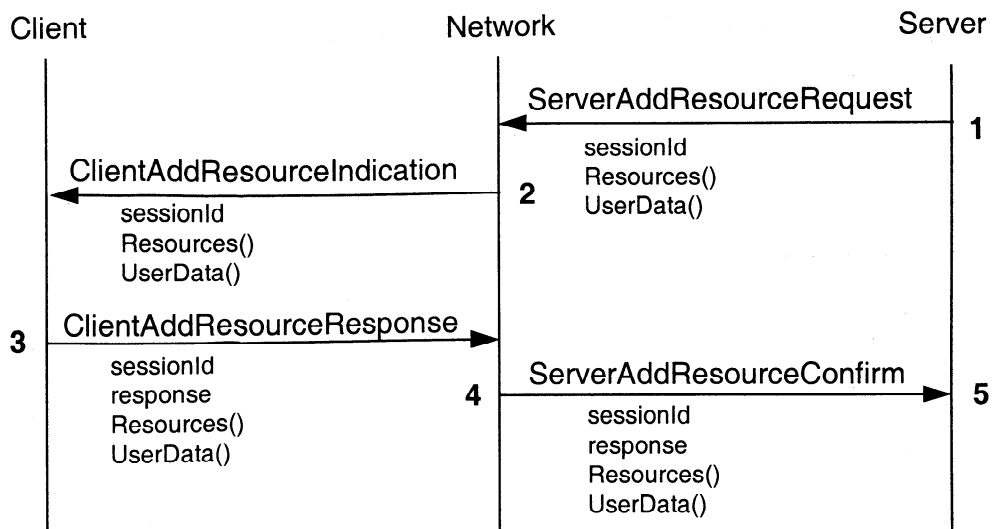 Client
Network
Server
ServerAddResourceRequest
1
sessionId
Resources()
UserData()
ClientAddResourceIndication
2
sessionId
Resources()
UserData()
3
ClientAddResourceResponse
sessionId
response
Resources()
UserData()
4
ServerAddResourceConfirm
5
sessionId
response
Resources()
UserData()